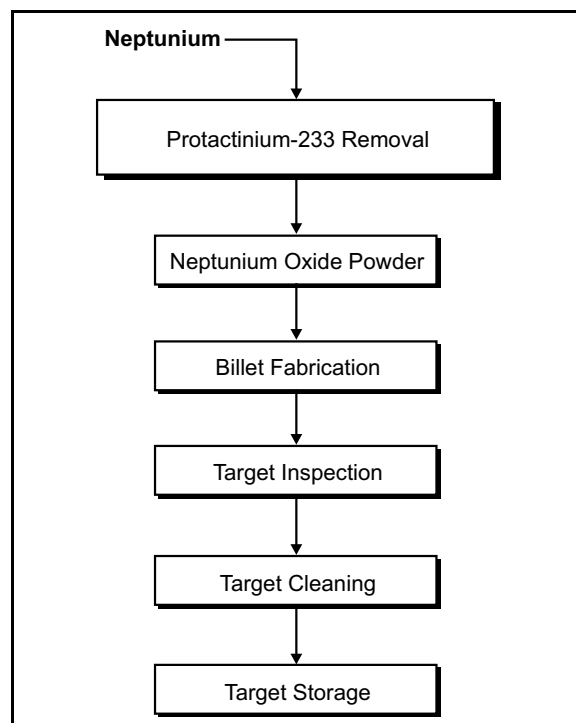 Neptunium
Protactinium-233 Removal
Neptunium Oxide Powder
Billet Fabrication
Target Inspection
Target Cleaning
Target Storage